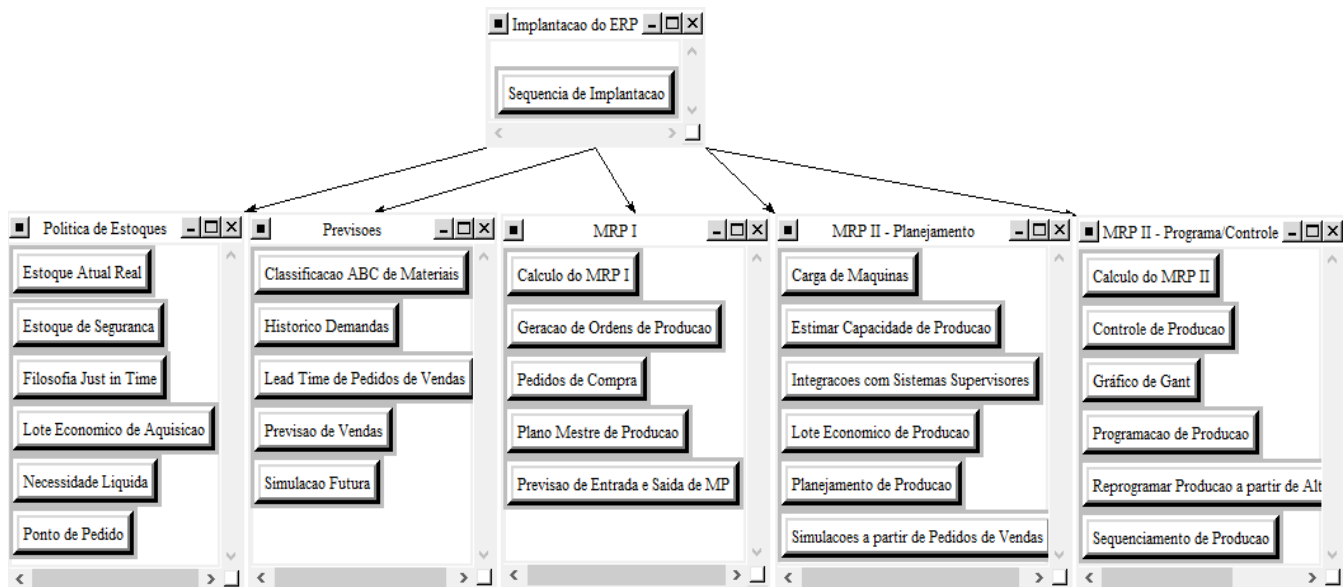 Implantacao do ERP
Sequencia de Implantacao
Politica de Estoques
Estoque Atual Real
Estoque de Seguranca
Filosofia Just in Time
Lote Economico de Aquisicao
Necessidade Liquida
Ponto de Pedido
Previsoes
Classificacao ABC de Materiais
Historico Demandas
Lead Time de Pedidos de Vendas
Previsao de Vendas
Simulacao Futura
MRP I
Calculo do MRP I
Geracao de Ordens de Producao
Pedidos de Compra
Plano Mestre de Producao
Previsao de Entrada e Saida de MP
MRP II - Planejamento
Carga de Maquinas
Estimar Capacidade de Producao
Integracoes com Sistemas Supervisores
Lote Economico de Producao
Planejamento de Producao
Simulacoes a partir de Pedidos de Vendas
MRP II - Programa/Controle
Calculo do MRP II
Controle de Producao
Gráfico de Gant
Programacao de Producao
Reprogramar Producao a partir de Alt
Sequenciamento de Producao